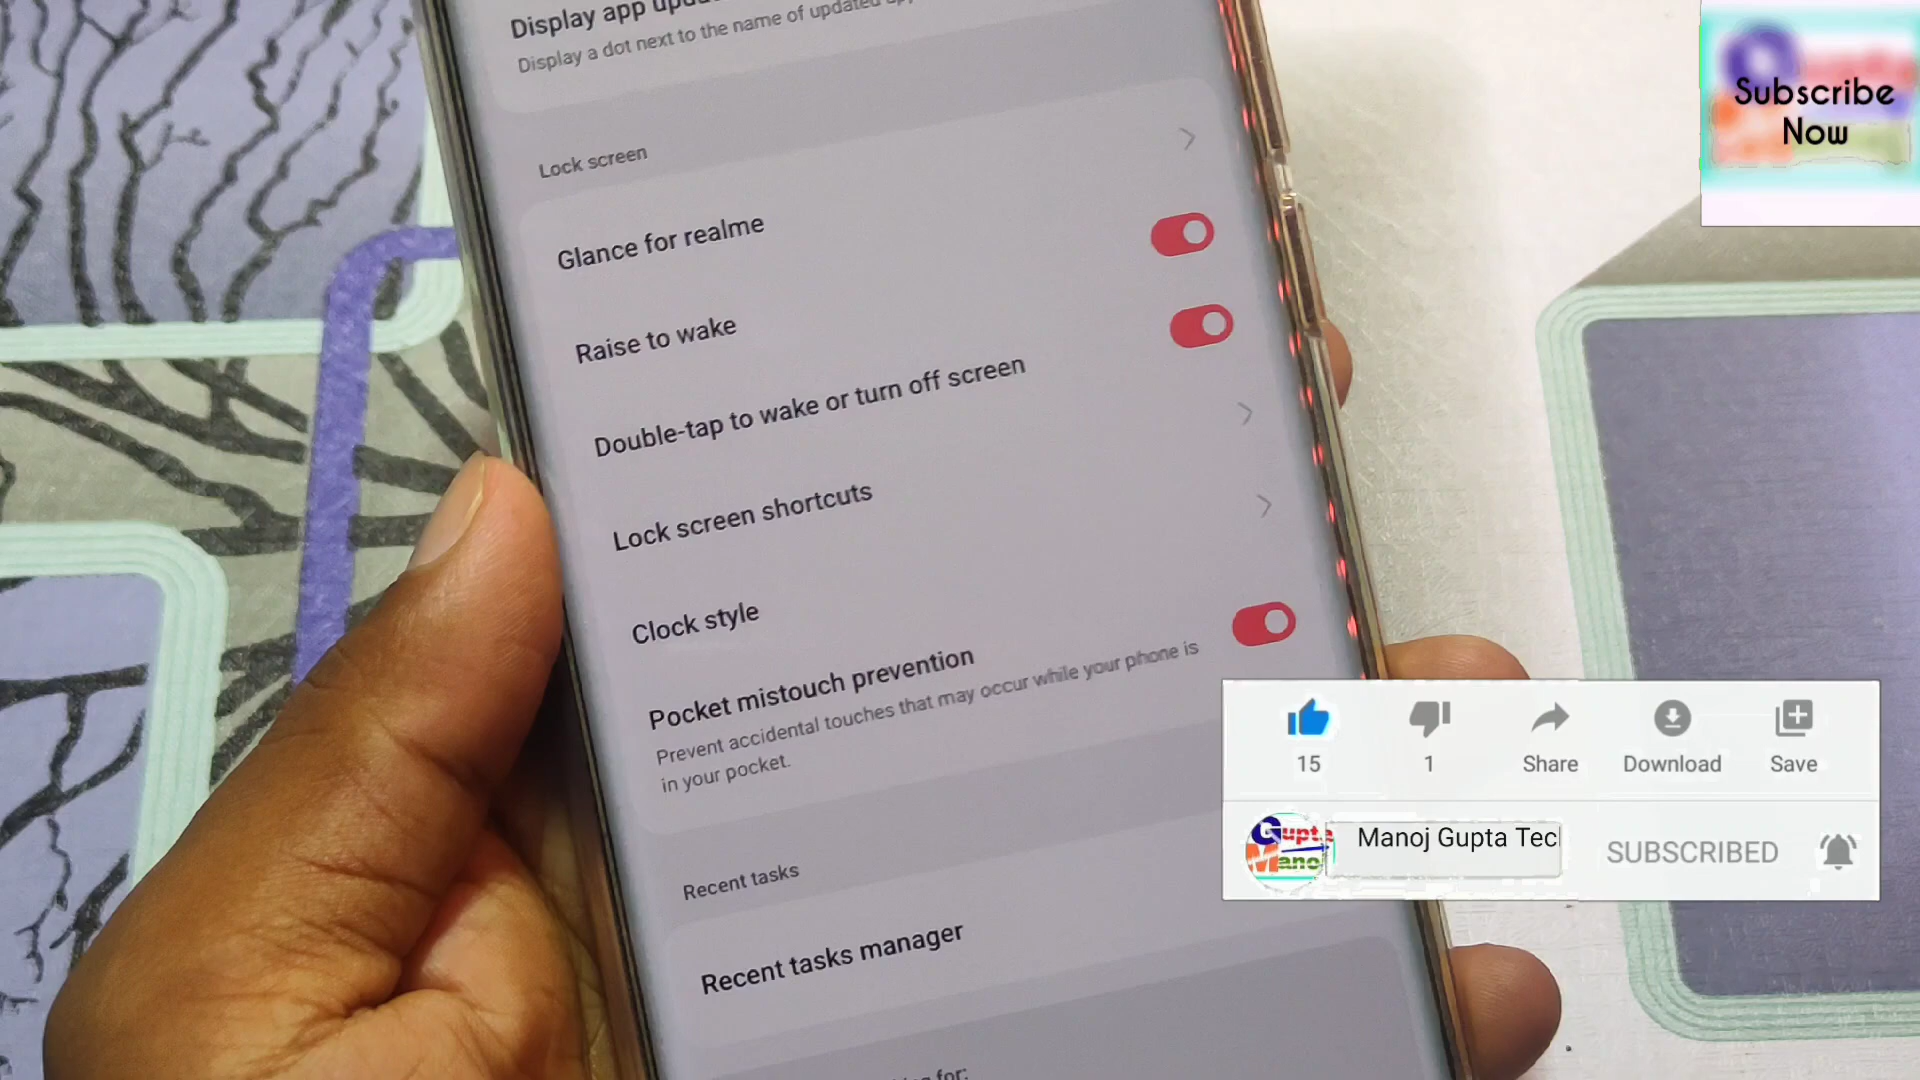 Display app
Display a dot next to the name of updated
Subscribe
Now
Lock screen
Glance for realme
Raise to wake
Double-tap to wake or turn off screen
Lock screen shortcuts
Clock style
Pocket mistouch prevention
Prevent accidental touches that may occur while your phone is
in your pocket.
Recent tasks
Recent tasks manager
for:
15
1
Share
Download
Save
Gupta
Mano
Manoj Gupta Tec
SUBSCRIBED